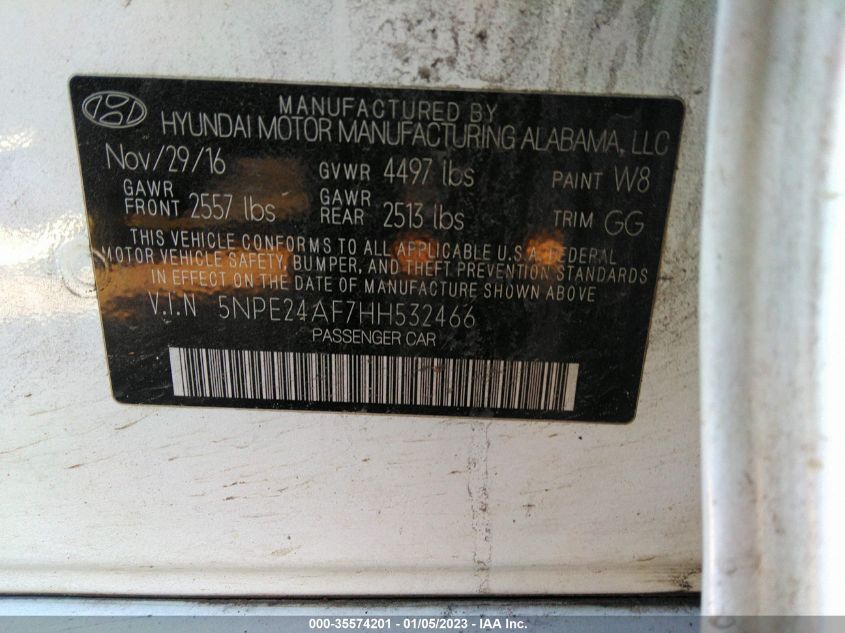 MANUFACTURED BY
HYUNDAI MOTOR MANUFACTURING ALABAMA, LLC
Nov/29/16 GVWR 4497 lbs PAINT W8
GAWR FRONT 2557 lbs GAWR REAR 2513 lbs TRIM GG
THIS VEHICLE CONFORMS TO ALL APPLICABLE U.S.A. FEDERAL
MOTOR VEHICLE SAFETY, BUMPER, AND THEFT PREVENTION STANDARDS
IN EFFECT ON THE DATE OF MANUFACTURE SHOWN ABOVE
V.I.N 5NPE24AF7HH532466
PASSENGER CAR
000-35574201 - 01/05/2023 - IAA Inc.